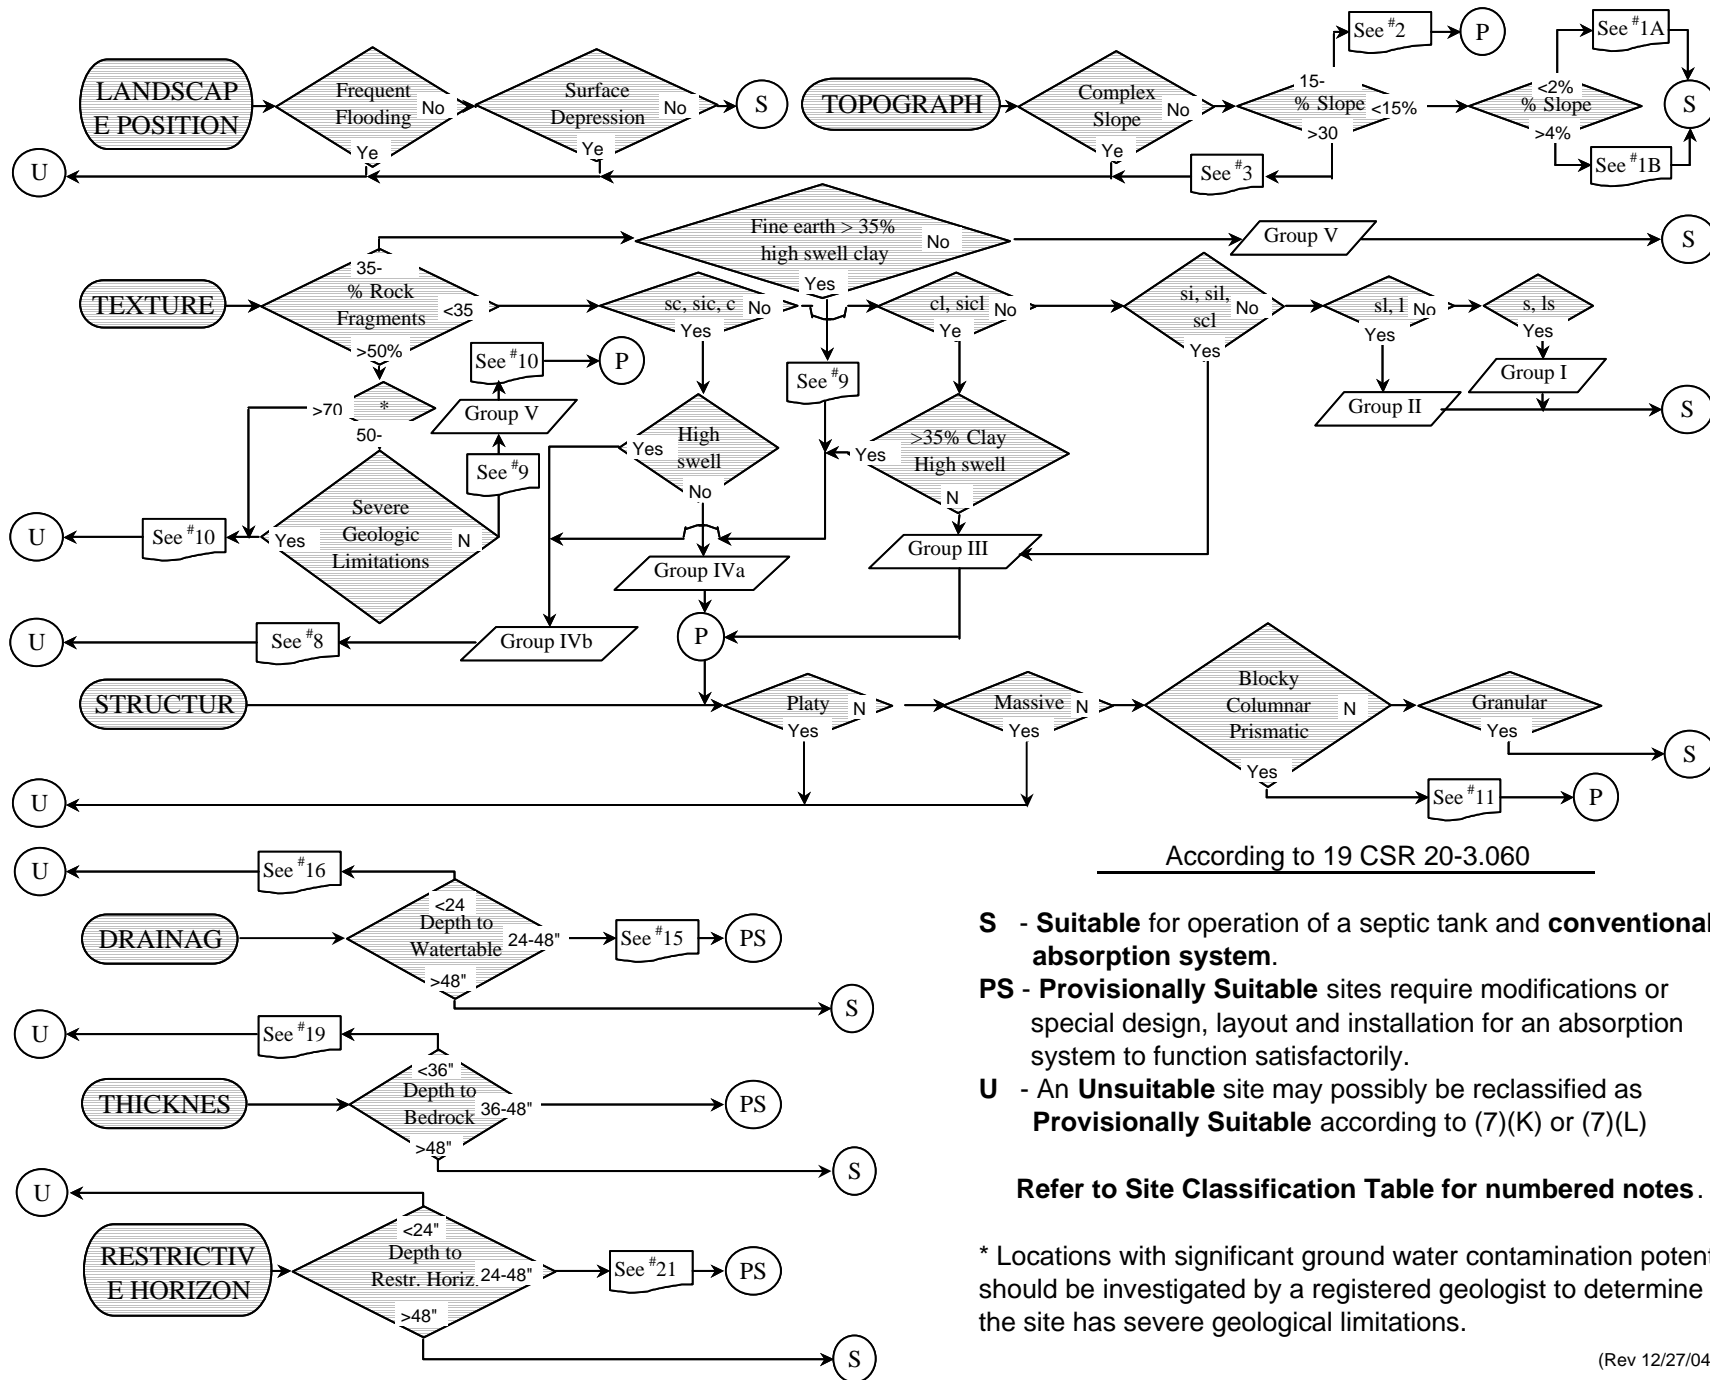 LANDSCAP
E POSITION
Frequent
Flooding
No
Ye
Surface
Depression
No
Ye
S
TOPOGRAPH
Complex
Slope
No
Ye
15-
% Slope
<15%
>30
See #2
P
<2%
% Slope
>4%
See #1A
S
See #1B
See #3
U
TEXTURE
35-
% Rock
Fragments
<35
>50%
Fine earth > 35%
high swell clay
No
Yes
Group V
S
sc, sic, c
No
Yes
cl, sicl
No
Ye
si, sil,
scl
No
Yes
sl, l
No
Yes
s, ls
Yes
Group I
Group II
S
See #10
P
Group V
See #9
>70
*
50-
Severe
Geologic
Limitations
Yes
N
See #10
U
High
swell
Yes
No
See #9
>35% Clay
High swell
Yes
N
Group III
Group IVa
P
Group IVb
See #8
U
STRUCTUR
Platy
N
Yes
Massive
N
Yes
Blocky
Columnar
Prismatic
N
Yes
Granular
Yes
S
See #11
P
U
According to 19 CSR 20-3.060
U
See #16
DRAINAG
<24
Depth to
Watertable
24-48"
>48"
See #15
PS
S
U
See #19
THICKNES
<36"
Depth to
Bedrock
36-48"
>48"
PS
S
U
RESTRICTIV
E HORIZON
<24"
Depth to
Restr. Horiz.
24-48"
>48"
See #21
PS
S
S - Suitable for operation of a septic tank and conventional
absorption system.
PS - Provisionally Suitable sites require modifications or
special design, layout and installation for an absorption
system to function satisfactorily.
U - An Unsuitable site may possibly be reclassified as
Provisionally Suitable according to (7)(K) or (7)(L)
Refer to Site Classification Table for numbered notes.
* Locations with significant ground water contamination potent
should be investigated by a registered geologist to determine
the site has severe geological limitations.
(Rev 12/27/04